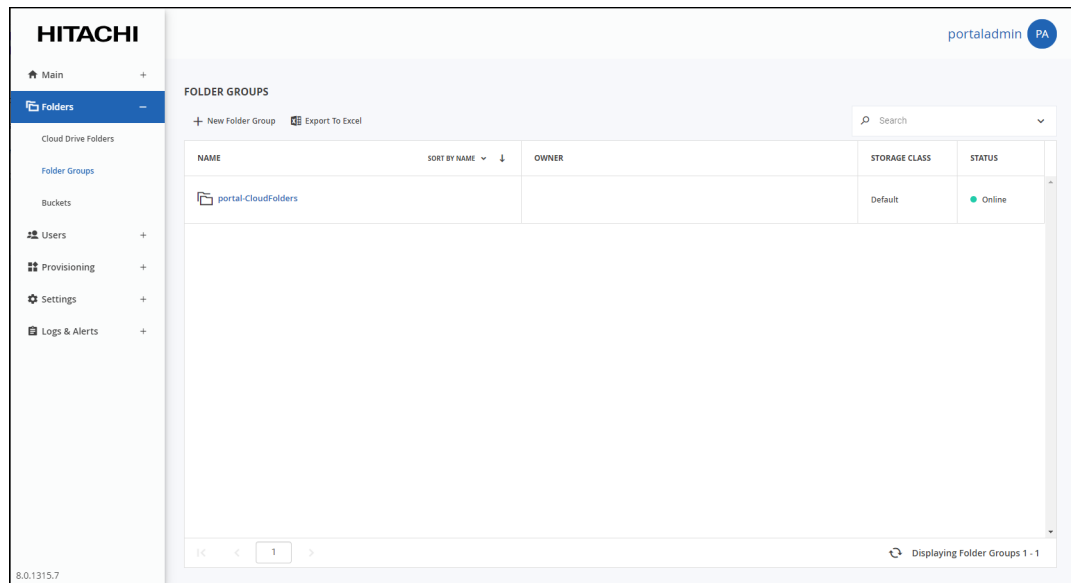 HITACHI
portaladmin PA
Main +
Folders –
Cloud Drive Folders
Folder Groups
Buckets
Users +
Provisioning +
Settings +
Logs & Alerts +
8.0.1315.7
FOLDER GROUPS
+ New Folder Group Export To Excel Search
NAME SORT BY NAME ↓ OWNER STORAGE CLASS STATUS
portal-CloudFolders Default Online
|< < 1 > Displaying Folder Groups 1 - 1